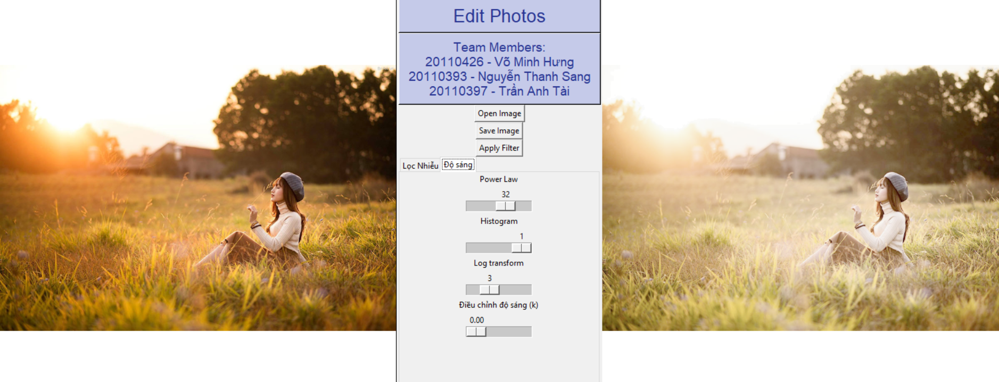 Edit Photos
Team Members:
20110426 - Võ Minh Hưng
20110393 - Nguyễn Thanh Sang
20110397 - Trần Anh Tài
Open Image
Save Image
Apply Filter
Lọc Nhiễu
Độ sáng
Power Law
32
Histogram
1
Log transform
3
Điều chỉnh độ sáng (k)
0.00